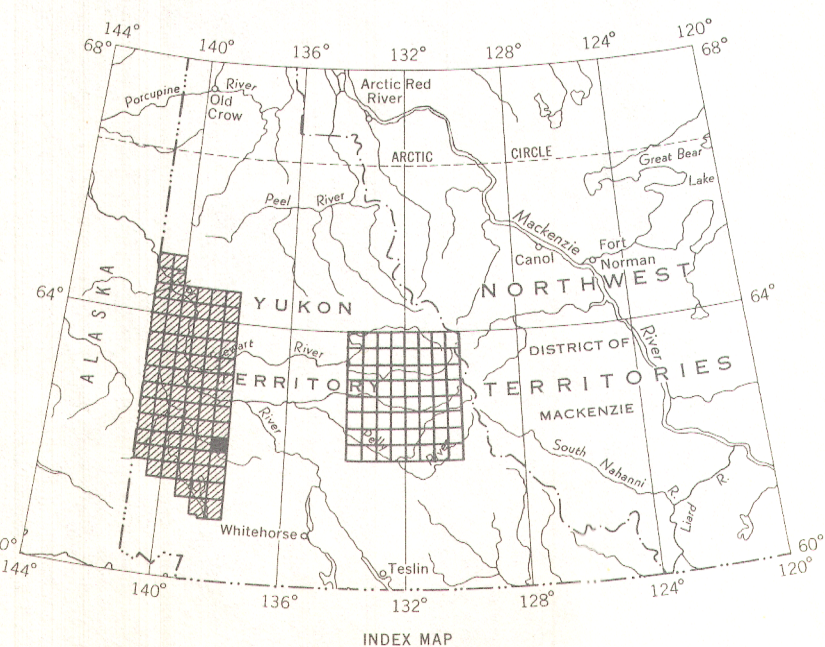 144°
140°
136°
132°
128°
124°
120°
68°
68°
Porcupine River
Old
Crow
Arctic Red
River
ARCTIC CIRCLE
Great Bear
Lake
Peel River
Mackenzie
Canol
Fort
Norman
River
64°
64°
ALASKA
YUKON
TERRITORY
NORTHWEST
TERRITORIES
DISTRICT OF
MACKENZIE
River
River
Pelly River
South Nahanni R.
Liard R.
Whitehorse
Teslin
60°
144°
140°
136°
132°
128°
124°
120°
INDEX MAP